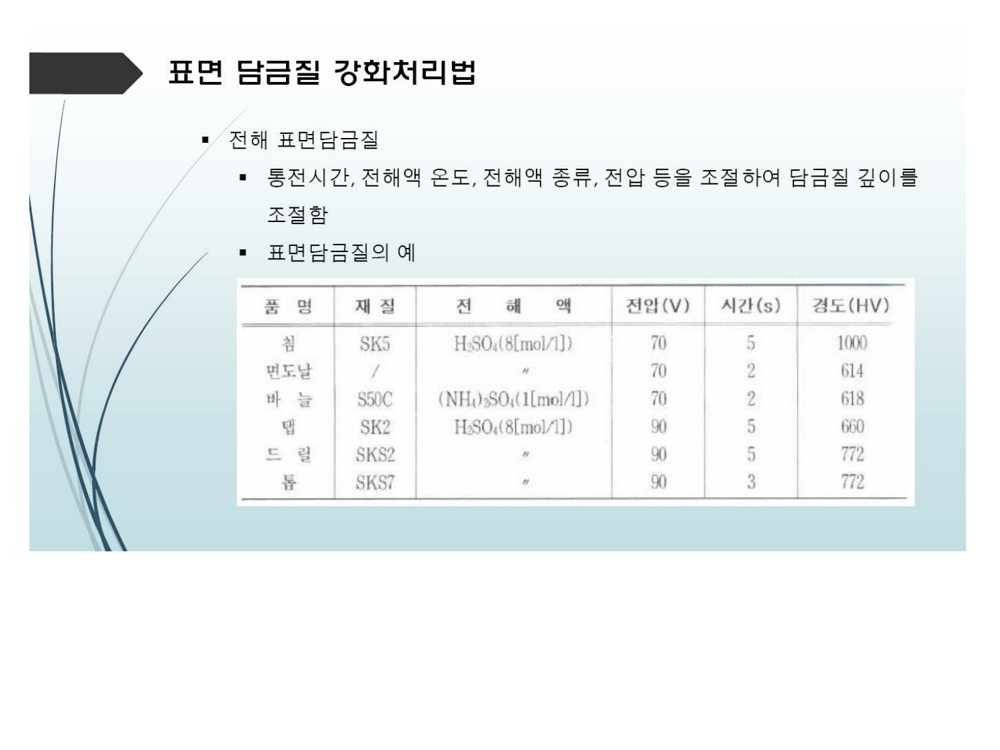 표면 담금질 강화처리법
▪ 전해 표면담금질
▪ 통전시간, 전해액 온도, 전해액 종류, 전압 등을 조절하여 담금질 깊이를
조절함
▪ 표면담금질의 예
품 명 재 질 전 해 액 전압(V) 시간(s) 경도(HV)
침 SK5 H₂SO₄(8[mol/l]) 70 5 1000
면도날 / 〃 70 2 614
바 늘 S50C (NH₄)₂SO₄(1[mol/l]) 70 2 618
탭 SK2 H₂SO₄(8[mol/l]) 90 5 660
드 릴 SKS2 〃 90 5 772
톱 SKS7 〃 90 3 772